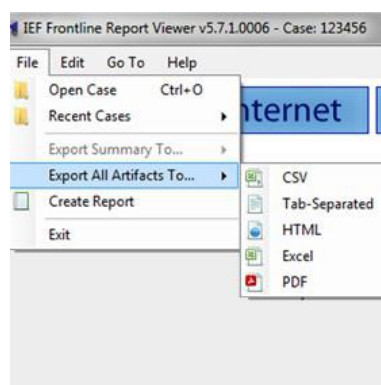 IEF Frontline Report Viewer v5.7.1.0006 - Case: 123456
File Edit Go To Help
Open Case Ctrl+O
Recent Cases
Export Summary To...
Export All Artifacts To...
Create Report
Exit
CSV
Tab-Separated
HTML
Excel
PDF